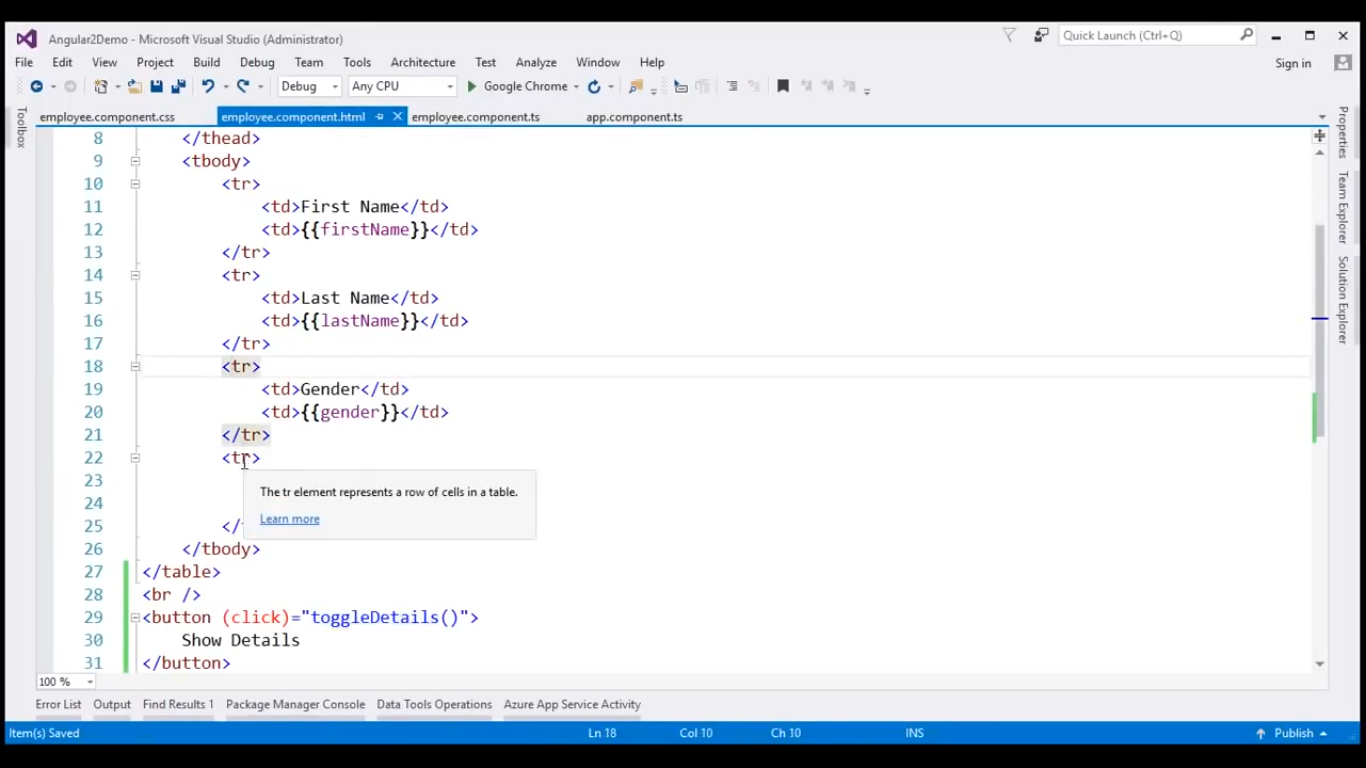 Angular2Demo - Microsoft Visual Studio (Administrator)
Quick Launch (Ctrl+Q)
File Edit View Project Build Debug Team Tools Architecture Test Analyze Window Help
Sign in
Debug Any CPU Google Chrome
Toolbox
employee.component.css employee.component.html employee.component.ts app.component.ts
Properties
Team Explorer
Solution Explorer
8 </thead>
9 <tbody>
10 <tr>
11 <td>First Name</td>
12 <td>{{firstName}}</td>
13 </tr>
14 <tr>
15 <td>Last Name</td>
16 <td>{{lastName}}</td>
17 </tr>
18 <tr>
19 <td>Gender</td>
20 <td>{{gender}}</td>
21 </tr>
22 <tr>
23
The tr element represents a row of cells in a table.
24
Learn more
25 </
26 </tbody>
27 </table>
28 <br />
29 <button (click)="toggleDetails()">
30 Show Details
31 </button>
100 %
Error List Output Find Results 1 Package Manager Console Data Tools Operations Azure App Service Activity
Item(s) Saved Ln 18 Col 10 Ch 10 INS Publish